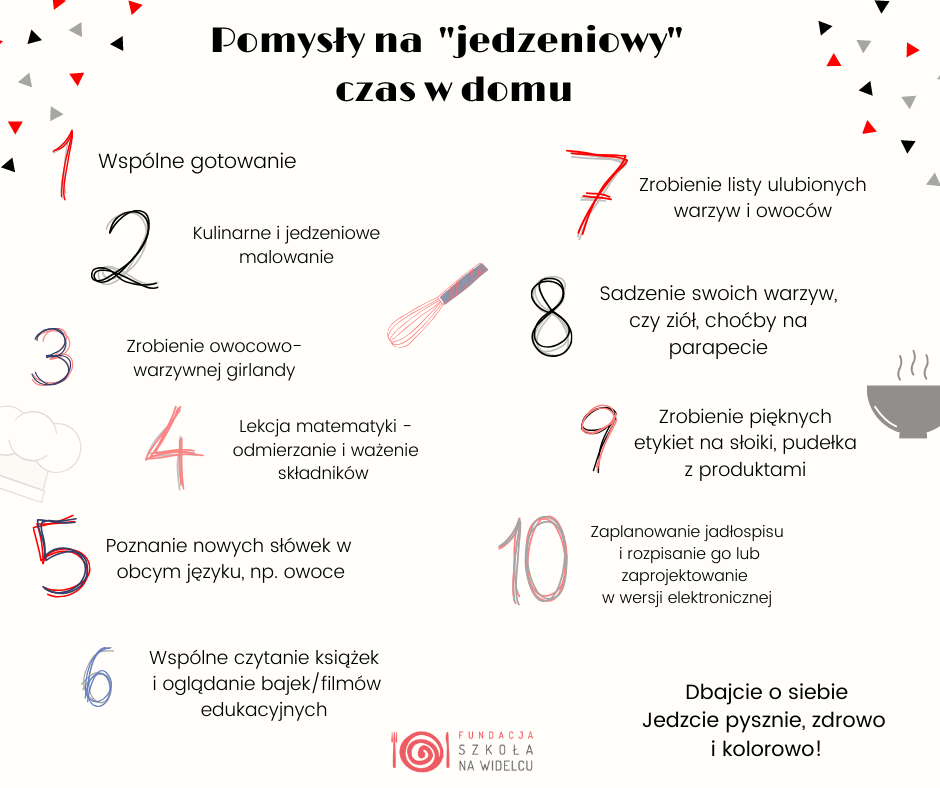 Pomysły na "jedzeniowy"
czas w domu
1
Wspólne gotowanie
2
Kulinarne i jedzeniowe
malowanie
3
Zrobienie owocowo-
warzywnej girlandy
4
Lekcja matematyki -
odmierzanie i ważenie
składników
5
Poznanie nowych słówek w
obcym języku, np. owoce
6
Wspólne czytanie książek
i oglądanie bajek/filmów
edukacyjnych
7
Zrobienie listy ulubionych
warzyw i owoców
8
Sadzenie swoich warzyw,
czy ziół, choćby na
parapecie
9
Zrobienie pięknych
etykiet na słoiki, pudełka
z produktami
10
Zaplanowanie jadłospisu
i rozpisanie go lub
zaprojektowanie
w wersji elektronicznej
Dbajcie o siebie
Jedzcie pysznie, zdrowo
i kolorowo!
FUNDACJA
SZKOŁA
NA WIDELCU